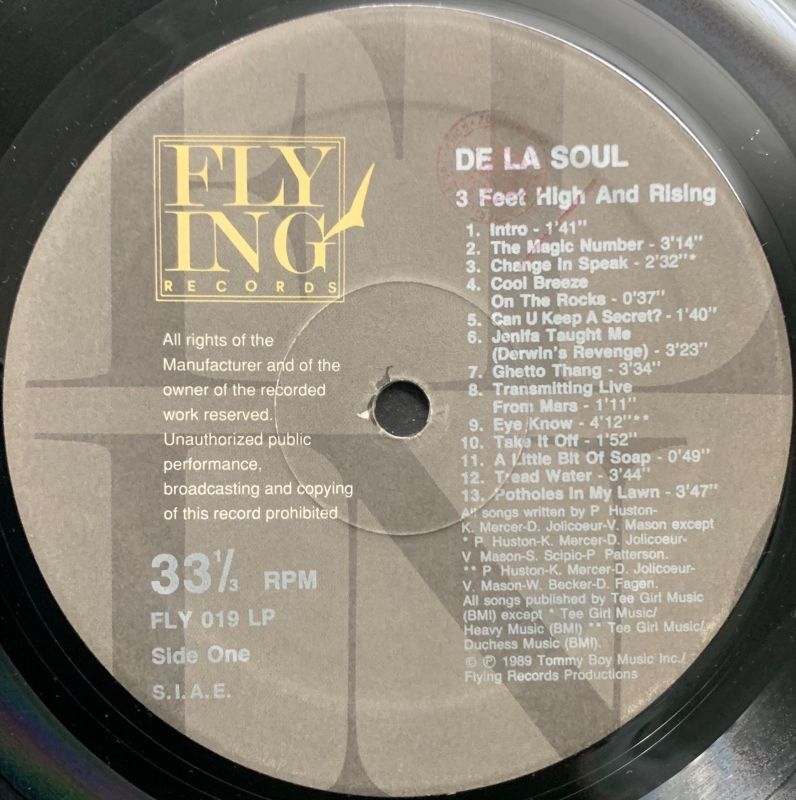 FLY
ING
RECORDS
All rights of the
Manufacturer and of the
owner of the recorded
work reserved.
Unauthorized public
performance,
broadcasting and copying
of this record prohibited
33 1/3 RPM
FLY 019 LP
Side One
S.I.A.E.
DE LA SOUL
3 Feet High And Rising
1. Intro - 1'41"
2. The Magic Number - 3'14"
3. Change In Speak - 2'32"*
4. Cool Breeze
On The Rocks - 0'37"
5. Can U Keep A Secret? - 1'40"
6. Jenifa Taught Me
(Derwin's Revenge) - 3'23"
7. Ghetto Thang - 3'34"
8. Transmitting Live
From Mars - 1'11"
9. Eye Know - 4'12"**
10. Take It Off - 1'52"
11. A Little Bit Of Soap - 0'49"
12. Tread Water - 3'44"
13. Potholes In My Lawn - 3'47"
All songs written by P Huston-
K. Mercer-D. Jolicoeur-V. Mason except
* P Huston-K. Mercer-D. Jolicoeur-
V Mason-S. Scipio-P Patterson.
** P. Huston-K. Mercer-D. Jolicoeur-
V. Mason-W. Becker-D. Fagen.
All songs published by Tee Girl Music
(BMI) except * Tee Girl Music/
Heavy Music (BMI) ** Tee Girl Music/
Duchess Music (BMI).
© ℗ 1989 Tommy Boy Music Inc./
Flying Records Productions